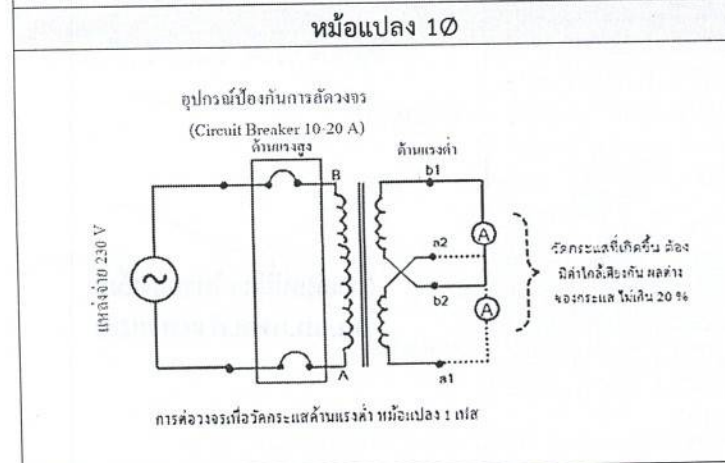 หม้อแปลง 1Ø
อุปกรณ์ป้องกันการลัดวงจร
(Circuit Breaker 10-20 A)
ด้านแรงสูง
ด้านแรงต่ำ
B
b1
A
a2
b2
A
a1
A
แหล่งจ่าย 230 V
วัดกระแสที่เกิดขึ้น ต้อง
มีค่าใกล้เคียงกัน ผลต่าง
ของกระแส ไม่เกิน 20 %
การต่อวงจรเพื่อวัดกระแสด้านแรงต่ำ หม้อแปลง 1 เฟส